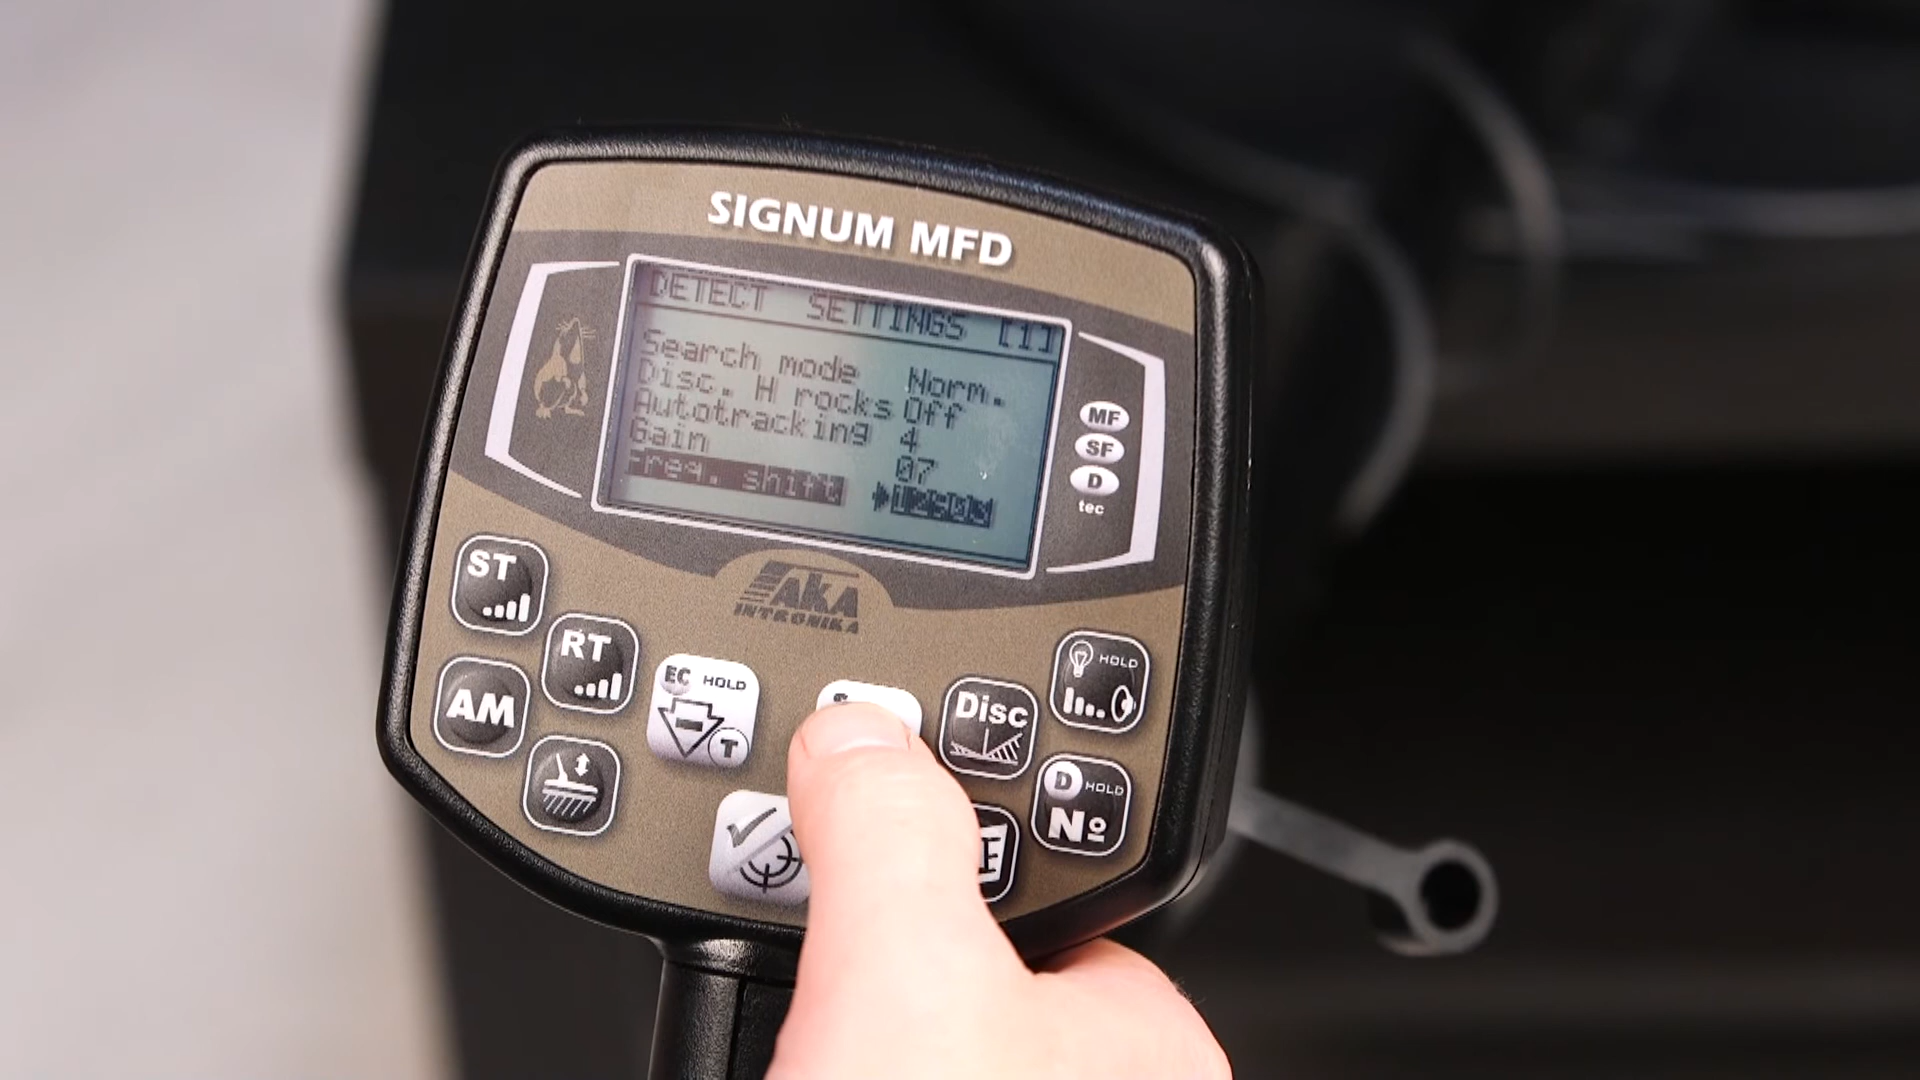 SIGNUM MFD
DETECT SETTINGS [1]
Search mode Norm.
Disc. H rocks Off
Autotracking 4
Gain 07
Freq. shift
MF
SF
D
tec
AKA
INTRONIKA
ST
RT
AM
EC HOLD
T
Disc
HOLD
D HOLD
№